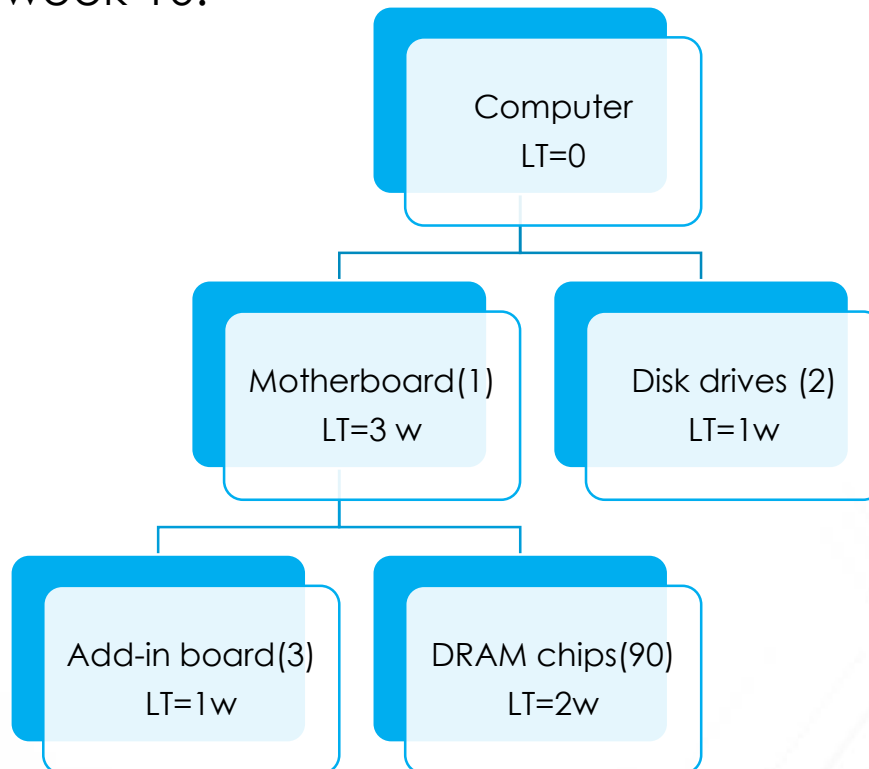 week
Computer
LT=0
Motherboard(1)
LT=3 w
Disk drives (2)
LT=1w
Add-in board(3)
LT=1w
DRAM chips(90)
LT=2w